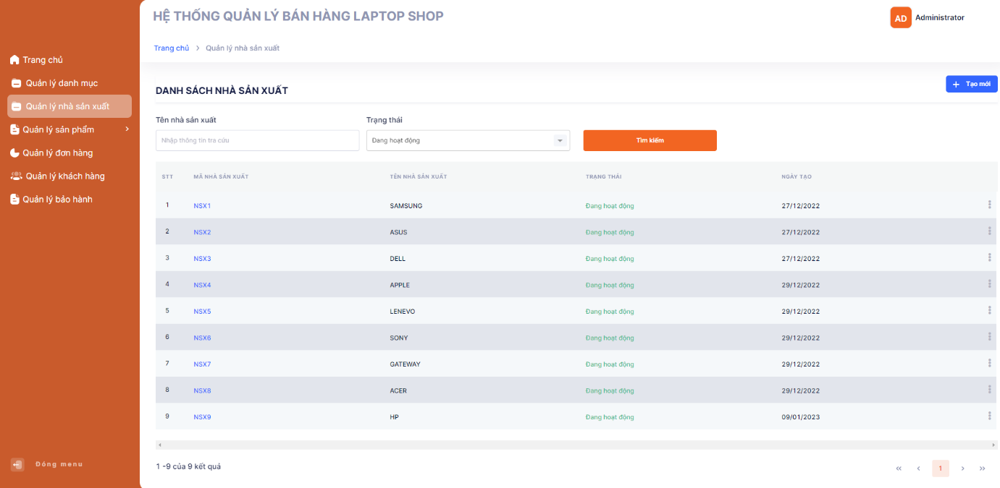 HỆ THỐNG QUẢN LÝ BÁN HÀNG LAPTOP SHOP
AD Administrator
Trang chủ > Quản lý nhà sản xuất
Trang chủ
Quản lý danh mục
Quản lý nhà sản xuất
Quản lý sản phẩm
Quản lý đơn hàng
Quản lý khách hàng
Quản lý bảo hành
Đóng menu
DANH SÁCH NHÀ SẢN XUẤT
+ Tạo mới
Tên nhà sản xuất Trạng thái
Nhập thông tin tra cứu Đang hoạt động Tìm kiếm
STT MÃ NHÀ SẢN XUẤT TÊN NHÀ SẢN XUẤT TRẠNG THÁI NGÀY TẠO
1 NSX1 SAMSUNG Đang hoạt động 27/12/2022
2 NSX2 ASUS Đang hoạt động 27/12/2022
3 NSX3 DELL Đang hoạt động 27/12/2022
4 NSX4 APPLE Đang hoạt động 29/12/2022
5 NSX5 LENEVO Đang hoạt động 29/12/2022
6 NSX6 SONY Đang hoạt động 29/12/2022
7 NSX7 GATEWAY Đang hoạt động 29/12/2022
8 NSX8 ACER Đang hoạt động 29/12/2022
9 NSX9 HP Đang hoạt động 09/01/2023
1 -9 của 9 kết quả
« ‹ 1 › »